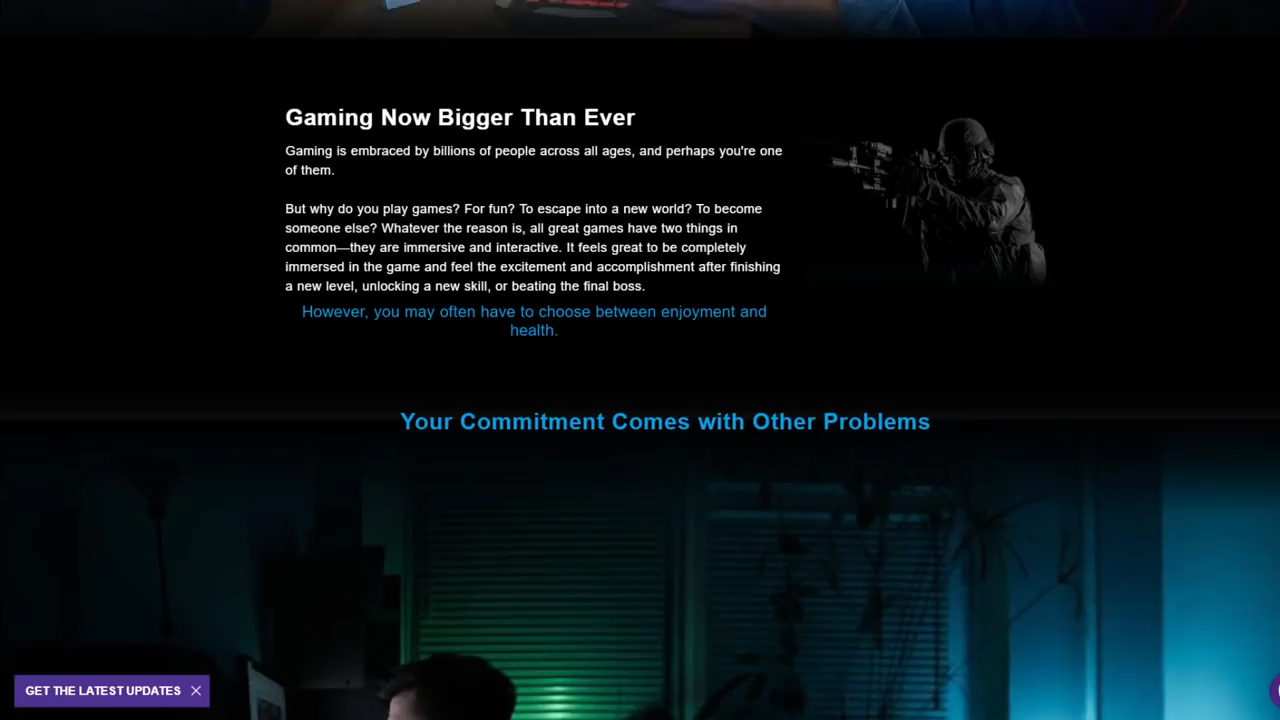 Gaming Now Bigger Than Ever
Gaming is embraced by billions of people across all ages, and perhaps you're one
of them.
But why do you play games? For fun? To escape into a new world? To become
someone else? Whatever the reason is, all great games have two things in
common—they are immersive and interactive. It feels great to be completely
immersed in the game and feel the excitement and accomplishment after finishing
a new level, unlocking a new skill, or beating the final boss.
However, you may often have to choose between enjoyment and
health.
Your Commitment Comes with Other Problems
GET THE LATEST UPDATES